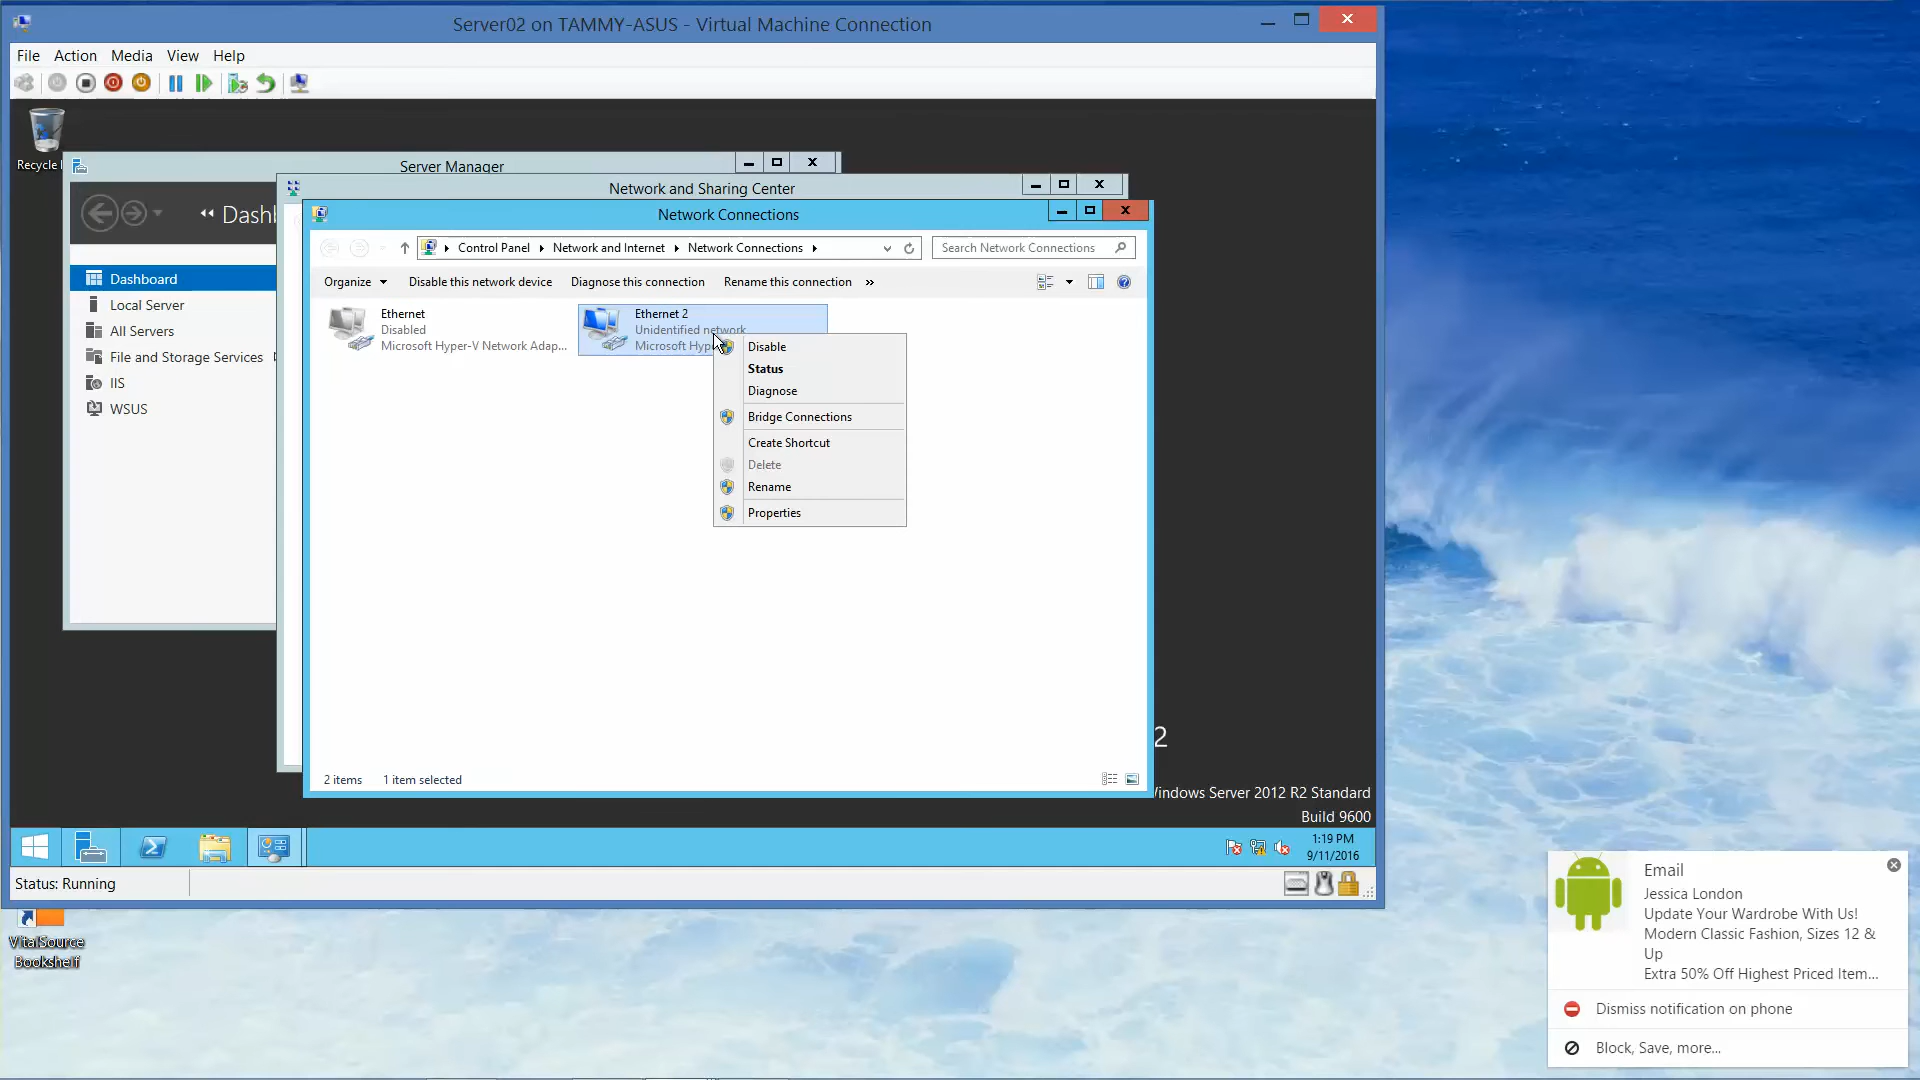 Server02 on TAMMY-ASUS - Virtual Machine Connection
File Action Media View Help
Recycle
Server Manager
Network and Sharing Center
Network Connections
Control Panel Network and Internet Network Connections
Search Network Connections
Organize Disable this network device Diagnose this connection Rename this connection »
Dashboard
Local Server
All Servers
File and Storage Services
IIS
WSUS
Ethernet
Disabled
Microsoft Hyper-V Network Adap...
Ethernet 2
Unidentified network
Microsoft Hyp
Disable
Status
Diagnose
Bridge Connections
Create Shortcut
Delete
Rename
Properties
2 items 1 item selected
2
Windows Server 2012 R2 Standard
Build 9600
1:19 PM
9/11/2016
Status: Running
VitalSource
Bookshelf
Email
Jessica London
Update Your Wardrobe With Us!
Modern Classic Fashion, Sizes 12 &
Up
Extra 50% Off Highest Priced Item...
Dismiss notification on phone
Block, Save, more...